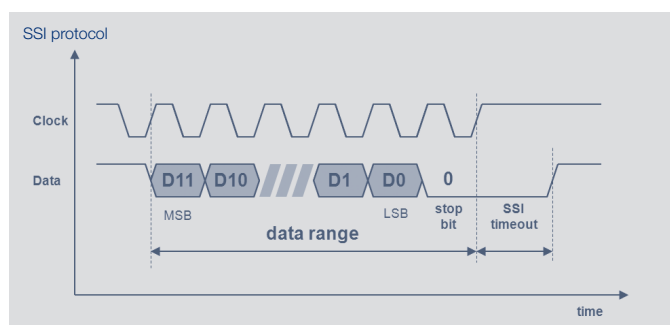 SSI protocol
Clock
Data
D11 D10 D1 D0 0
MSB LSB stop bit SSI timeout
data range
time